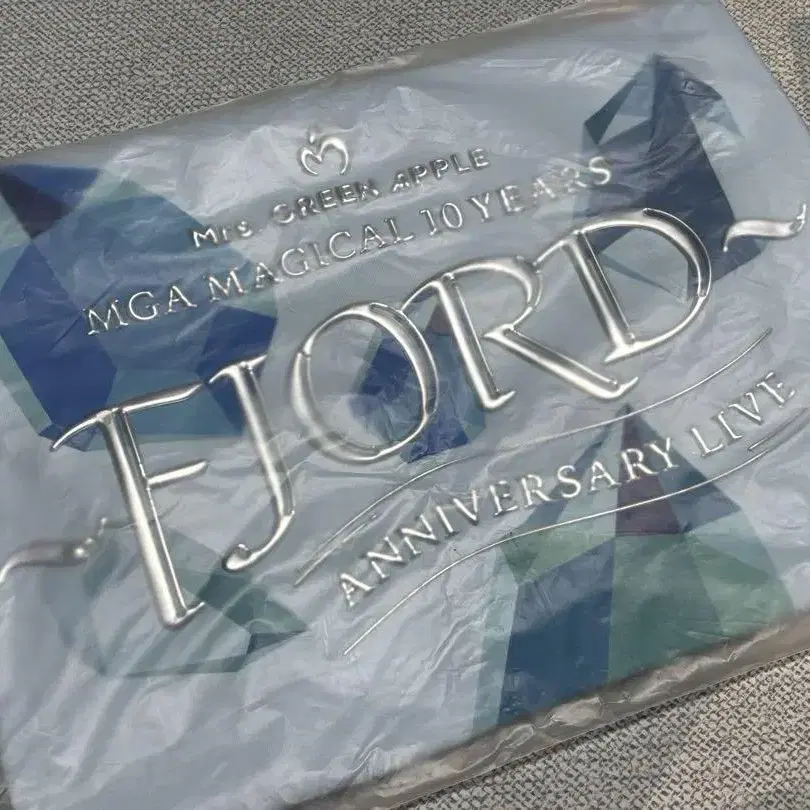 Mrs. GREEN APPLE
MGA MAGICAL 10 YEARS
FJORD
ANNIVERSARY LIVE